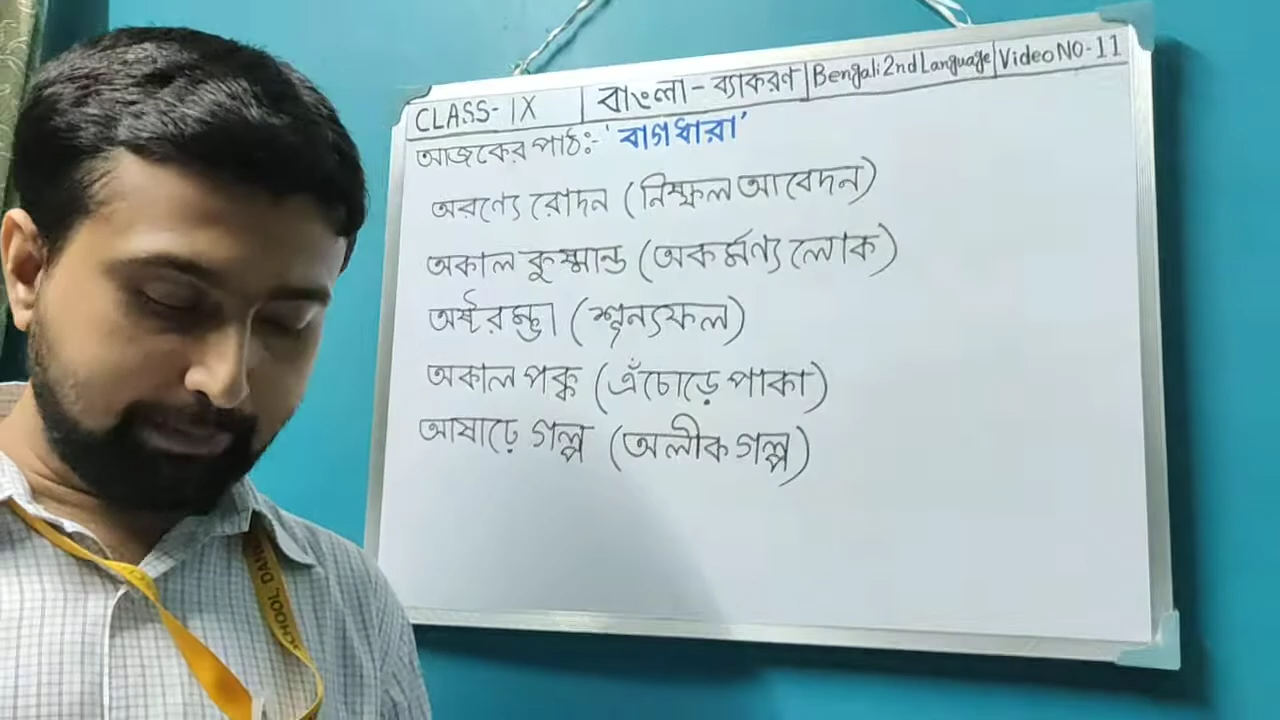 CLASS-IX | বাংলা-ব্যাকরণ | Bengali 2nd Language | Video NO-11
আজকের পাঠঃ- 'বাগধারা'
অরণ্যে রোদন (নিষ্ফল আবেদন)
অকাল কুষ্মান্ড (অকর্মণ্য লোক)
অষ্টরম্ভা (শূন্যফল)
অকাল পক্ক (এঁচোড়ে পাকা)
আষাঢ়ে গল্প (অলীক গল্প)
SCHOOL,